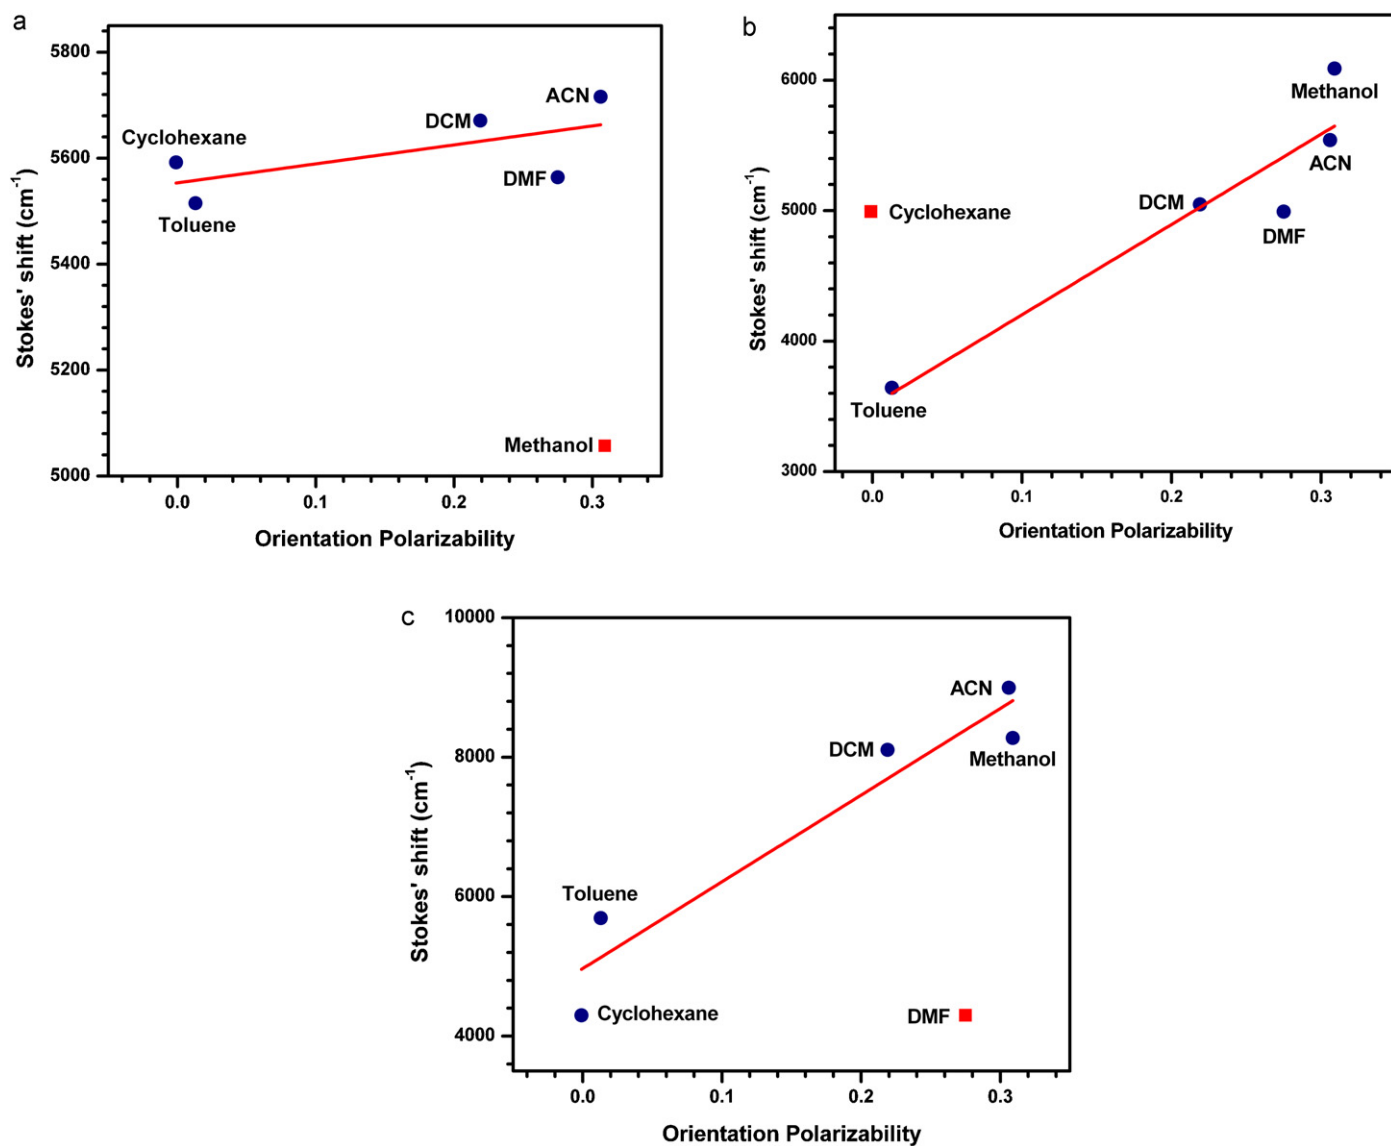 a
5800
5600
5400
5200
5000
Stokes' shift (cm⁻¹)
Cyclohexane
Toluene
DCM
ACN
DMF
Methanol
0.0 0.1 0.2 0.3
Orientation Polarizability
b
6000
5000
4000
3000
Stokes' shift (cm⁻¹)
Methanol
ACN
Cyclohexane
DCM
DMF
Toluene
0.0 0.1 0.2 0.3
Orientation Polarizability
c
10000
8000
6000
4000
Stokes' shift (cm⁻¹)
ACN
DCM
Methanol
Toluene
Cyclohexane
DMF
0.0 0.1 0.2 0.3
Orientation Polarizability